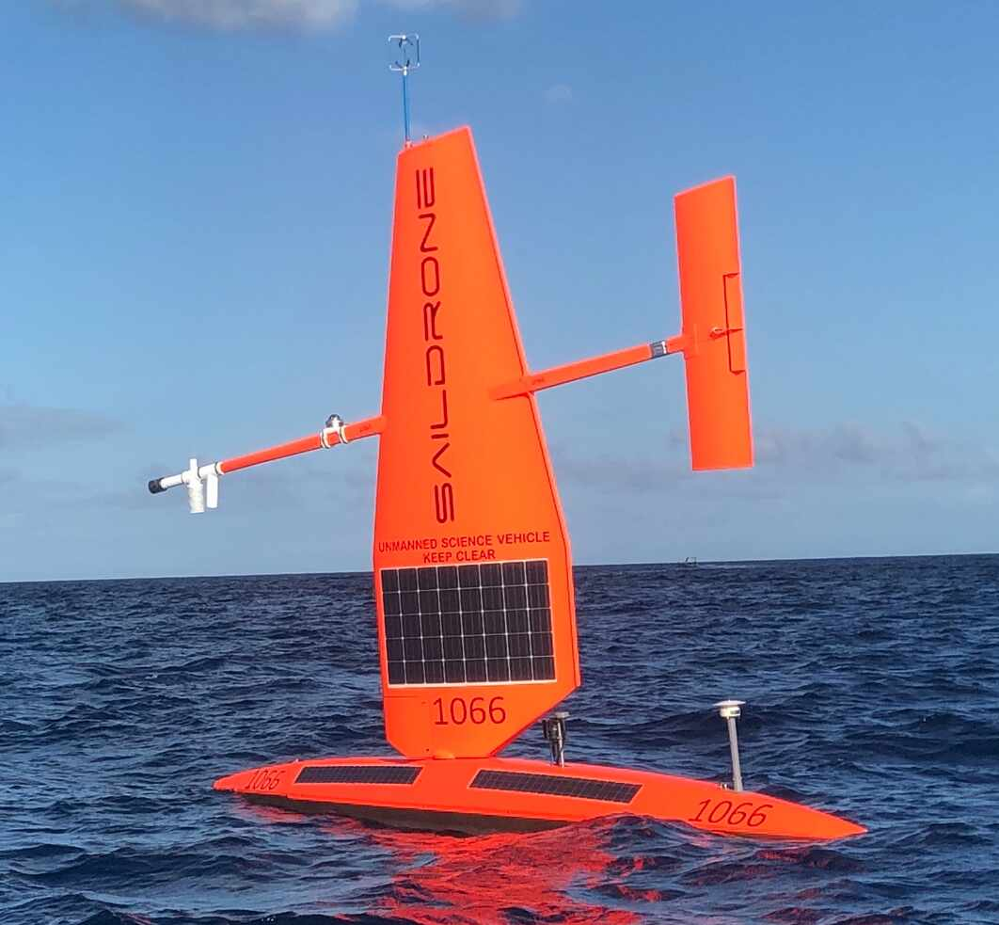 SAILDRONE
UNMANNED SCIENCE VEHICLE
KEEP CLEAR
1066
1066
1066